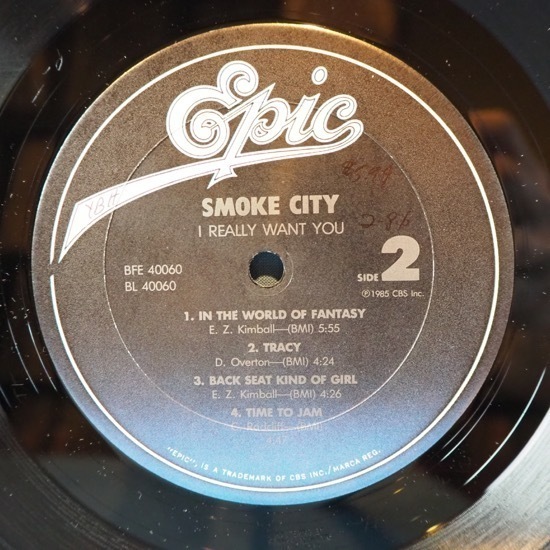 Epic
YBH
SMOKE CITY
I REALLY WANT YOU
BFE 40060
BL 40060
SIDE 2
℗1985 CBS Inc.
1. IN THE WORLD OF FANTASY
E. Z. Kimball—(BMI) 5:55
2. TRACY
D. Overton—(BMI) 4:24
3. BACK SEAT KIND OF GIRL
E. Z. Kimball—(BMI) 4:26
4. TIME TO JAM
(BMI)
"EPIC", IS A TRADEMARK OF CBS INC./MARCA REG.